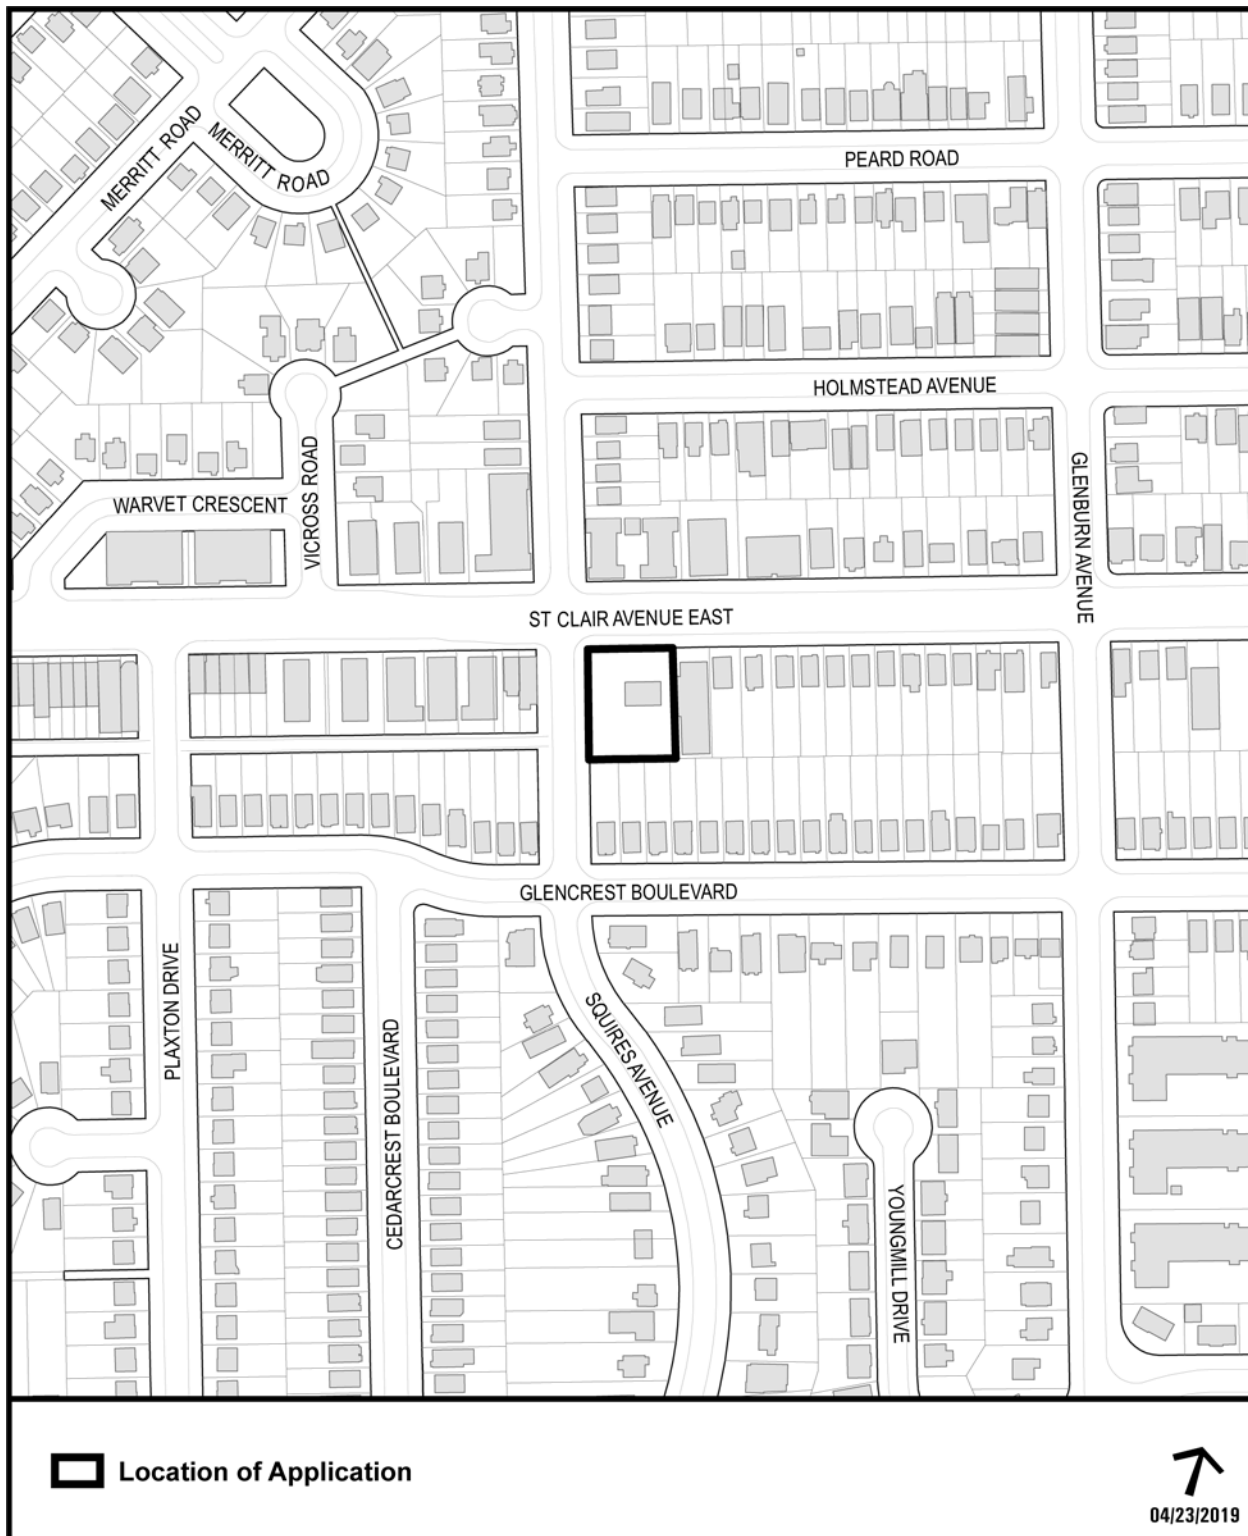 MERRITT ROAD
MERRITT ROAD
PEARD ROAD
HOLMSTEAD AVENUE
VICROSS ROAD
GLENBURN AVENUE
WARVET CRESCENT
ST CLAIR AVENUE EAST
GLENCREST BOULEVARD
PLAXTON DRIVE
CEDARCREST BOULEVARD
SQUIRES AVENUE
YOUNGMILL DRIVE
Location of Application
04/23/2019